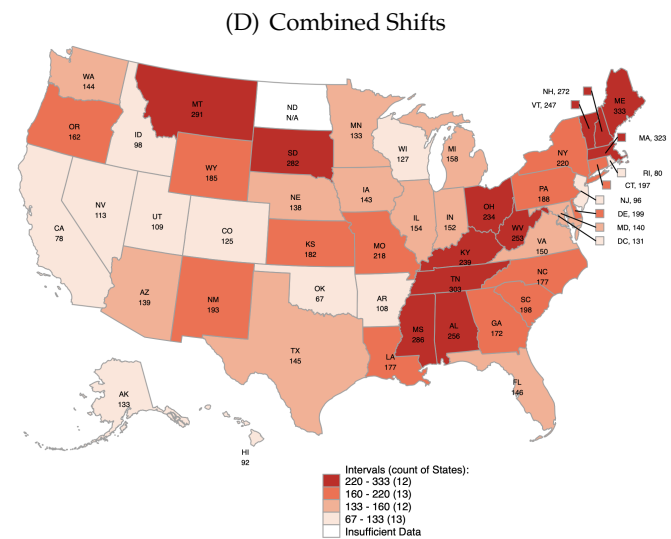 (D) Combined Shifts
WA
144
MT
291
ND
N/A
MN
133
WI
127
MI
158
NH, 272
VT, 247
ME
333
MA, 323
RI, 80
CT, 197
NJ, 96
DE, 199
MD, 140
DC, 131
OR
162
ID
98
WY
185
SD
262
NE
138
IA
143
IL
154
IN
152
OH
234
PA
188
NY
220
CA
78
NV
113
UT
109
CO
125
KS
182
MO
218
KY
239
WV
253
VA
150
AZ
139
NM
193
OK
67
AR
108
TN
303
NC
177
SC
198
TX
145
LA
177
MS
286
AL
256
GA
172
FL
146
AK
133
HI
92
Intervals (count of States):
220 - 333 (12)
160 - 220 (13)
133 - 160 (12)
67 - 133 (13)
Insufficient Data